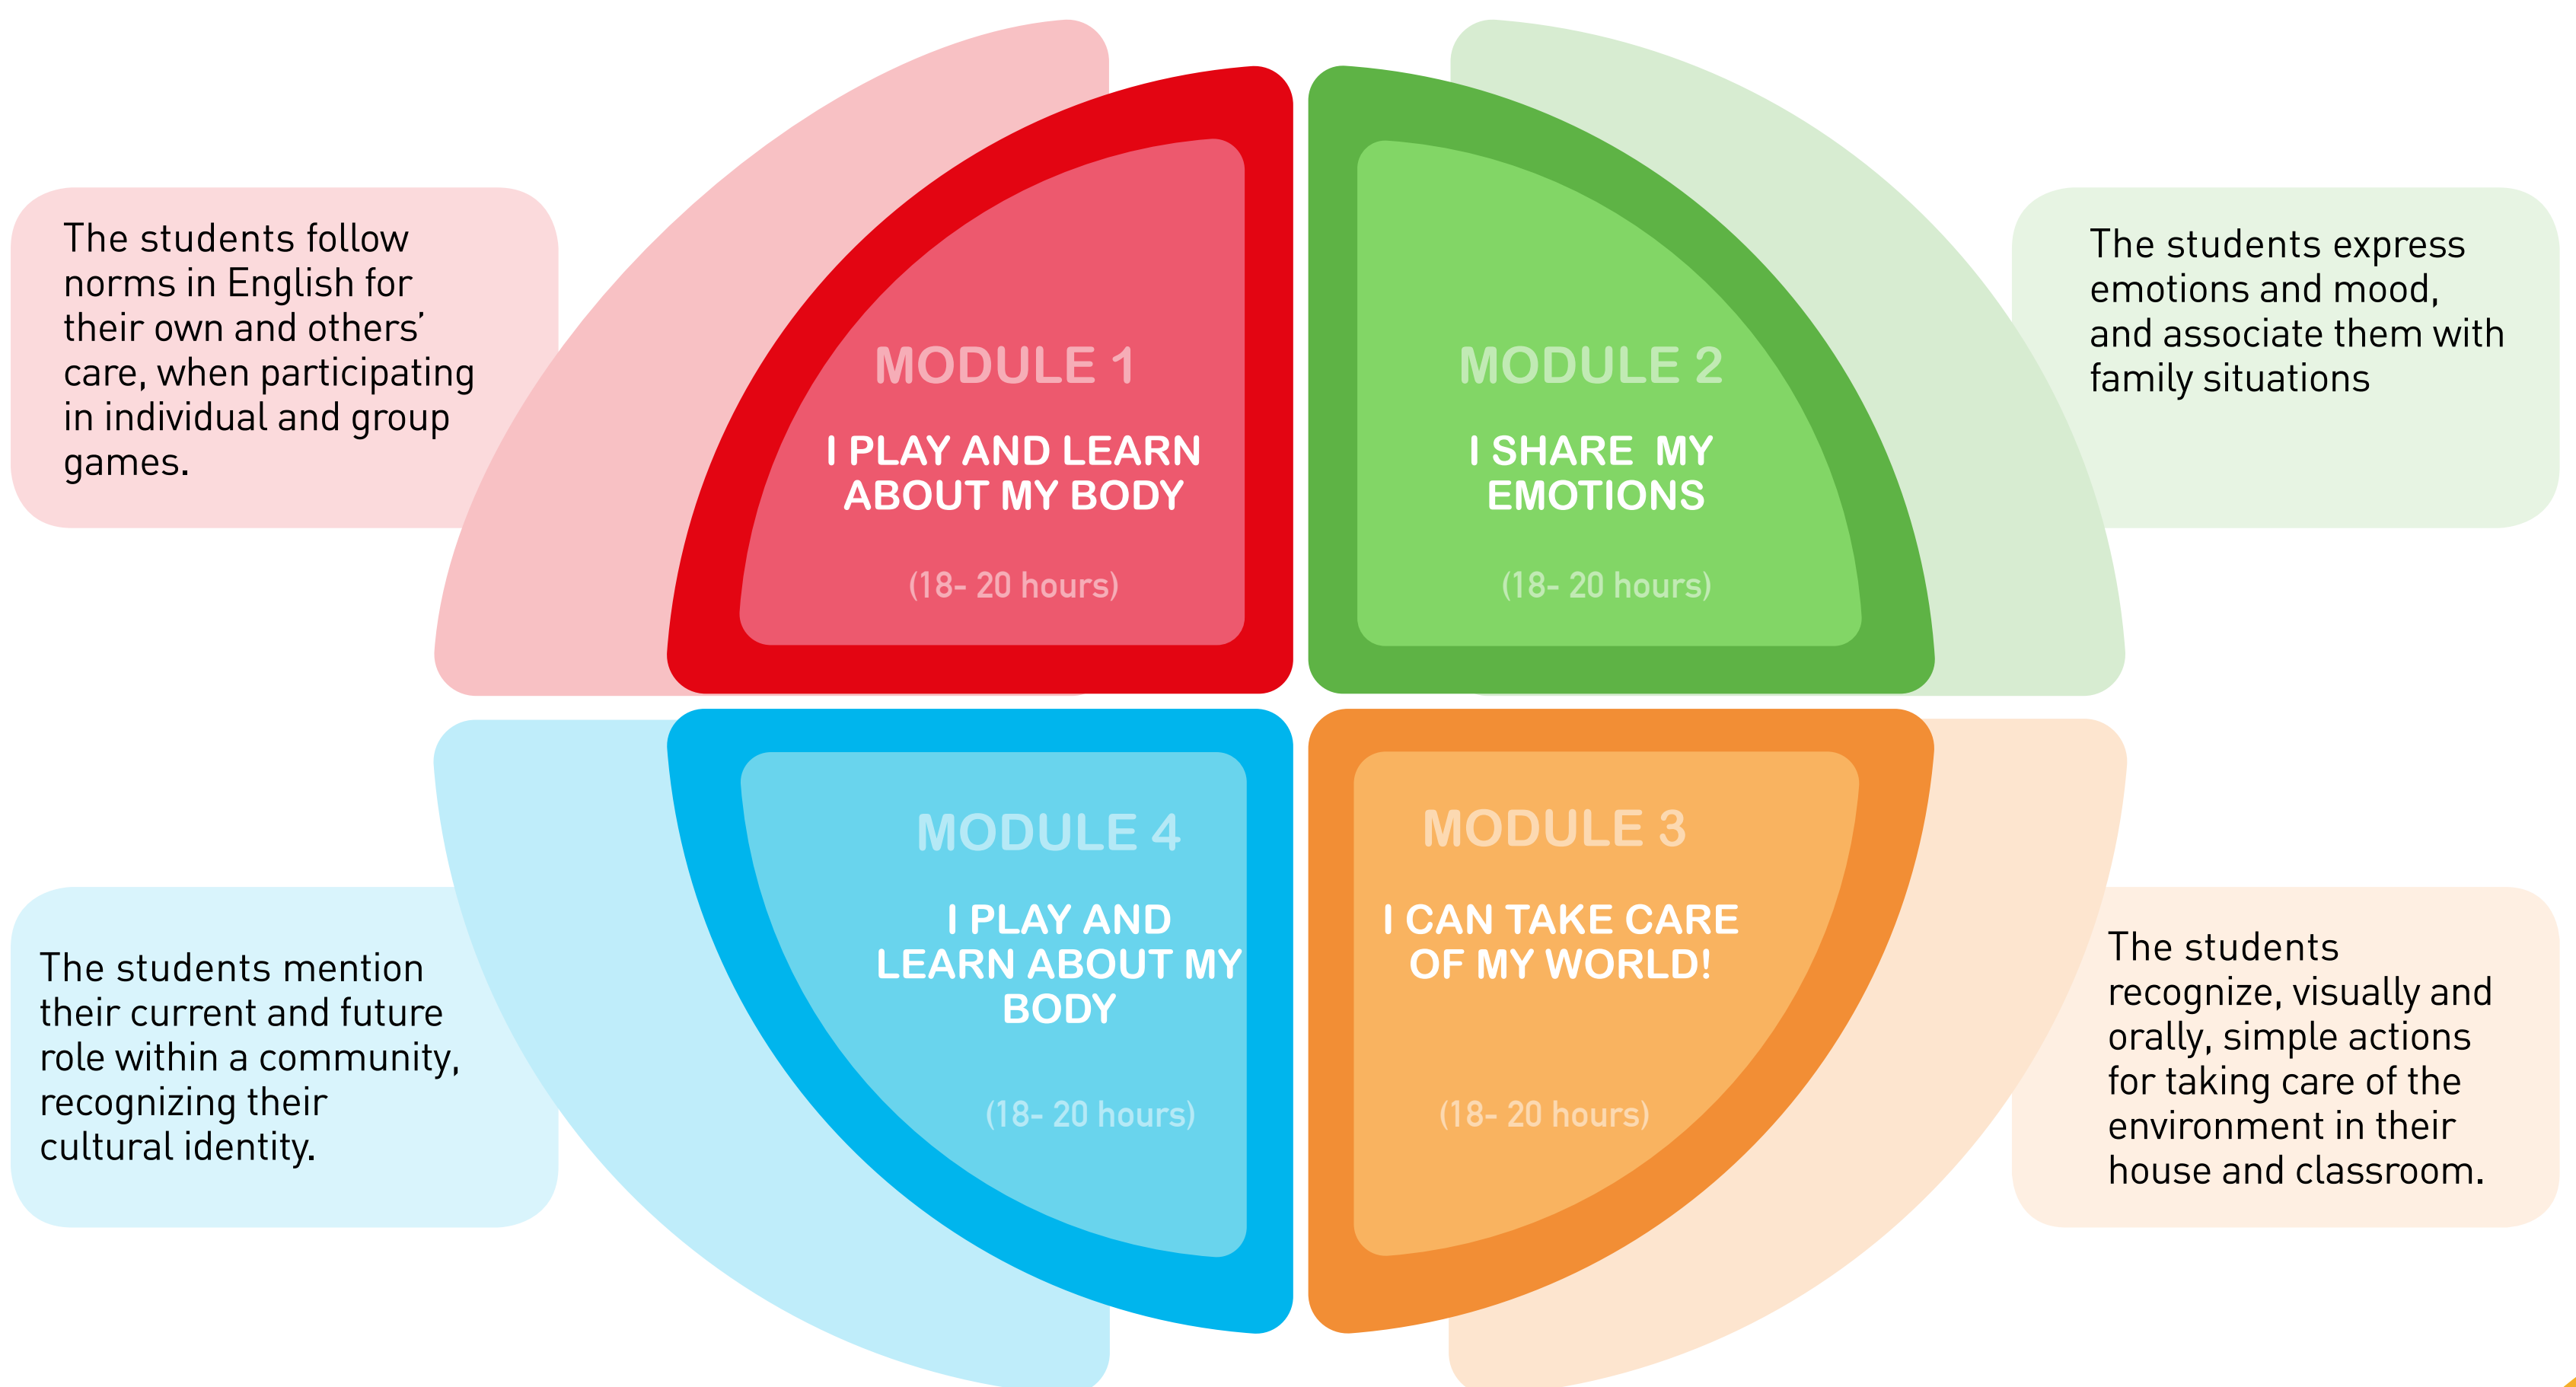 The students follow
norms in English for
their own and others’
care, when participating
in individual and group
games.
MODULE 1
I PLAY AND LEARN
ABOUT MY BODY
(18- 20 hours)
MODULE 2
I SHARE  MY
EMOTIONS
(18- 20 hours)
The students express
emotions and mood,
and associate them with
family situations
The students mention
their current and future
role within a community,
recognizing their
cultural identity.
MODULE 4
I PLAY AND
LEARN ABOUT MY
BODY
(18- 20 hours)
MODULE 3
I CAN TAKE CARE
OF MY WORLD!
(18- 20 hours)
The students
recognize, visually and
orally, simple actions
for taking care of the
environment in their
house and classroom.